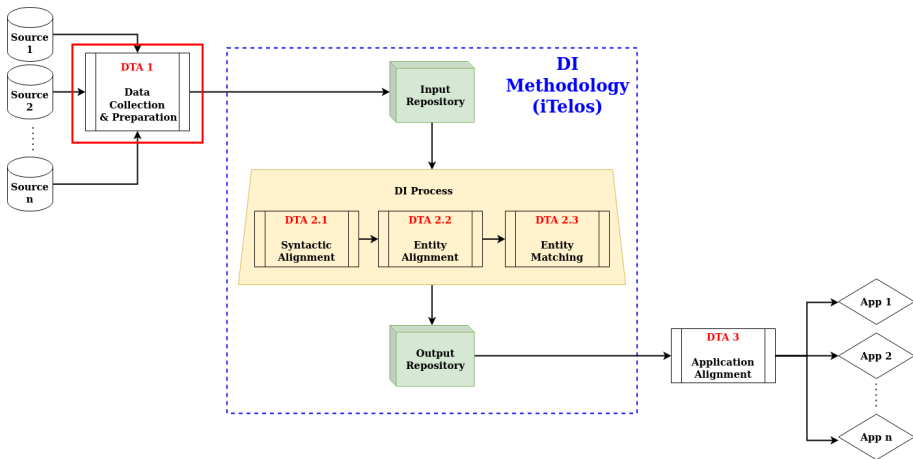 Source
1
Source
2
Source
n
DTA 1
Data
Collection
& Preparation
DI
Methodology
(iTelos)
Input
Repository
DI Process
DTA 2.1
Syntactic
Alignment
DTA 2.2
Entity
Alignment
DTA 2.3
Entity
Matching
Output
Repository
DTA 3
Application
Alignment
App 1
App 2
App n